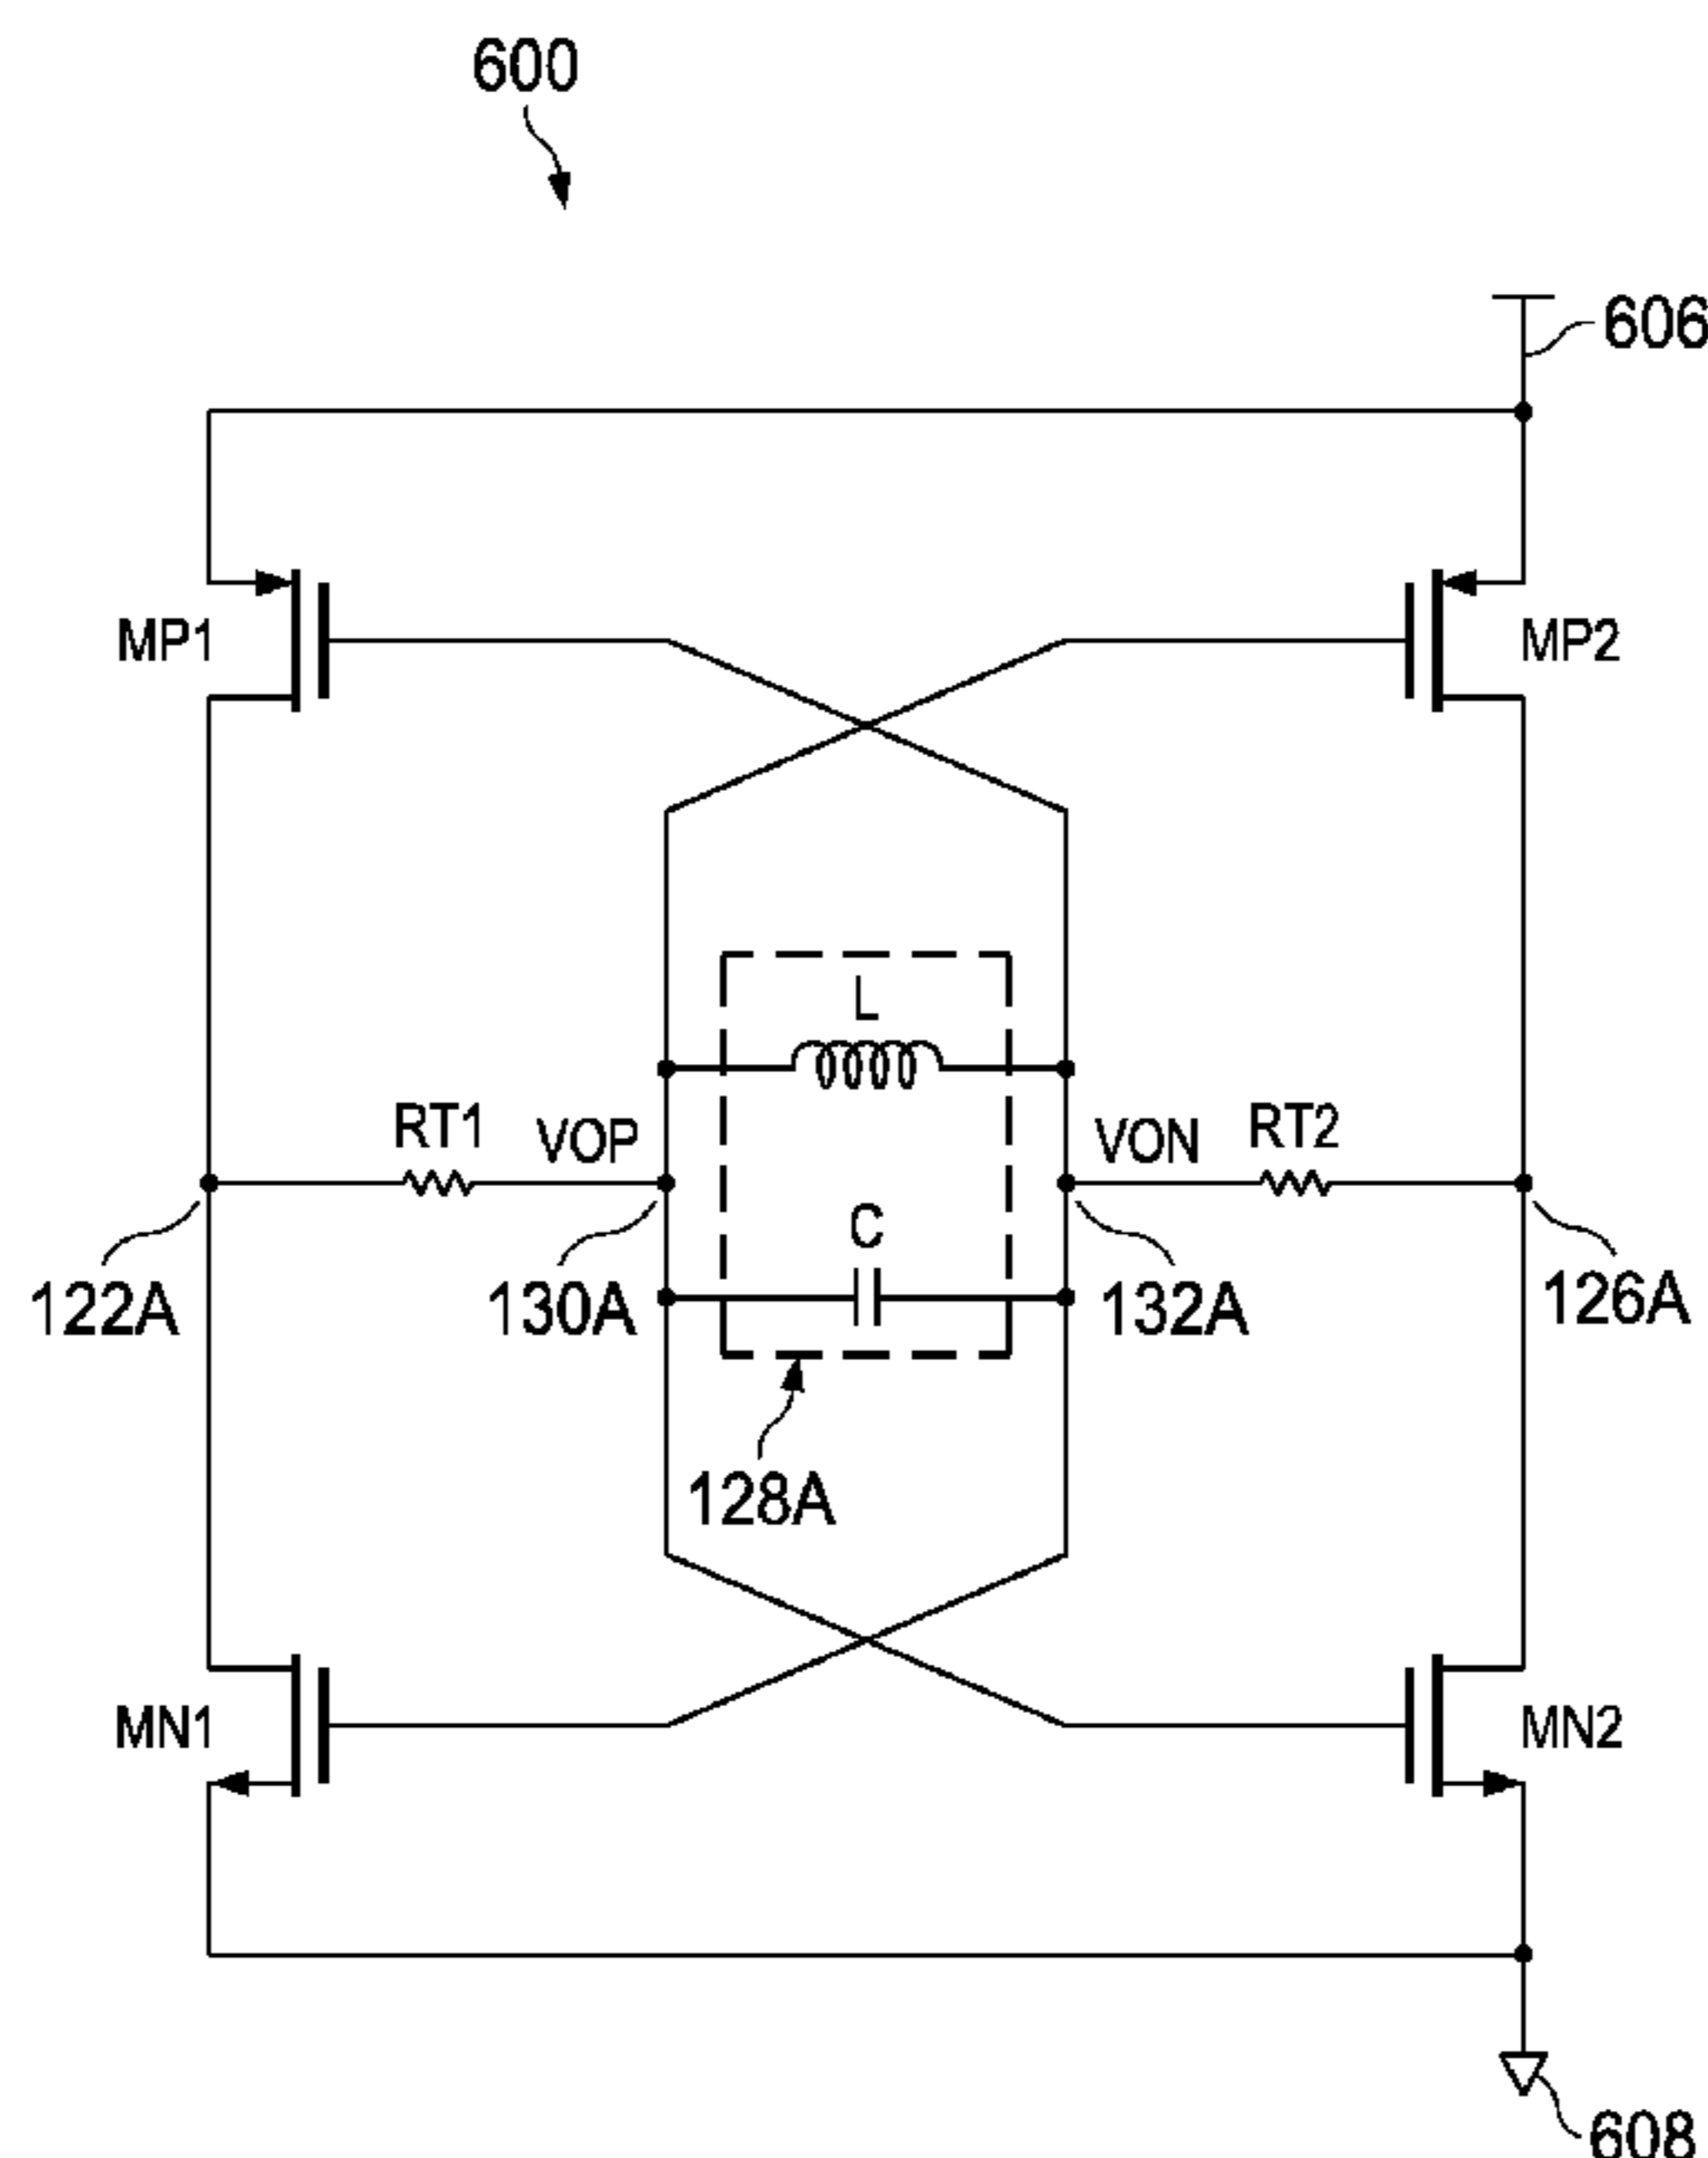 600
606
MP1
MP2
L
RT1
VOP
VON
RT2
C
122A
130A
132A
126A
128A
MN1
MN2
608